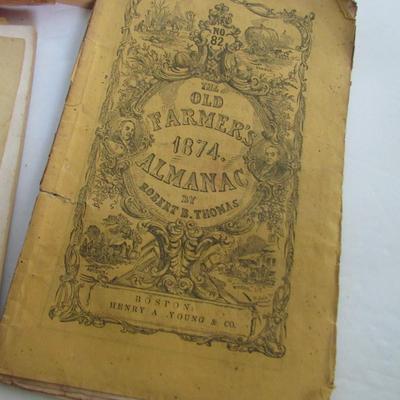 NO.
82
THE
OLD
FARMER'S
1874.
ALMANAC
BY
ROBERT B. THOMAS
BOSTON:
HENRY A. YOUNG & CO.